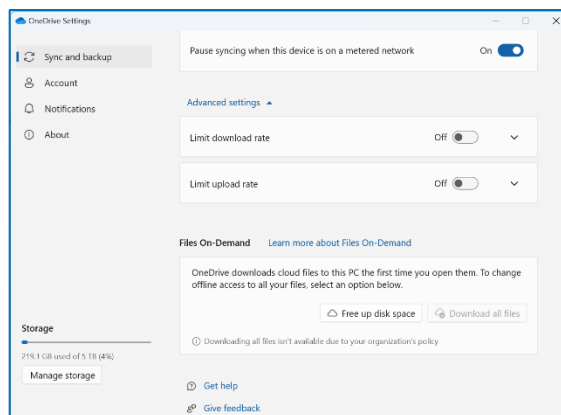 OneDrive Settings
Sync and backup
Account
Notifications
About
Storage
219.1 GB used of 5 TB (4%)
Manage storage
Pause syncing when this device is on a metered network
On
Advanced settings
Limit download rate
Off
Limit upload rate
Off
Files On-Demand
Learn more about Files On-Demand
OneDrive downloads cloud files to this PC the first time you open them. To change
offline access to all your files, select an option below.
Free up disk space
Download all files
Downloading all files isn't available due to your organization's policy
Get help
Give feedback